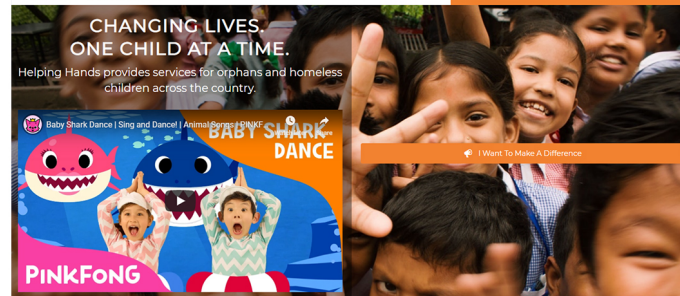 CHANGING LIVES.
ONE CHILD AT A TIME.
Helping Hands provides services for orphans and homeless
children across the country.
Baby Shark Dance | Sing and Dance! | Animal Songs | PINKF...
BABY SHARK
DANCE
I Want To Make A Difference
PINKFONG